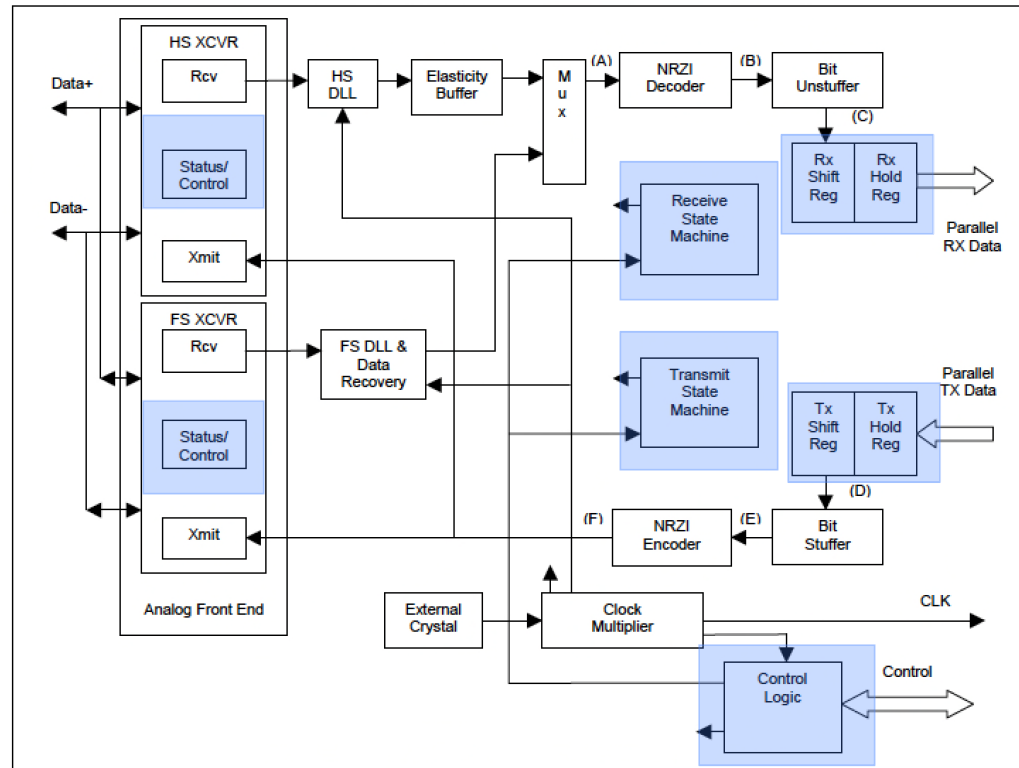 HS XCVR
Rcv
Data+
Status/
Control
Data-
Xmit
HS
DLL
Elasticity
Buffer
M
u
x
(A)
NRZI
Decoder
(B)
Bit
Unstuffer
(C)
Rx
Shift
Reg
Rx
Hold
Reg
Parallel
RX Data
Receive
State
Machine
FS XCVR
Rcv
FS DLL &
Data
Recovery
Status/
Control
Xmit
Analog Front End
Transmit
State
Machine
Parallel
TX Data
Tx
Shift
Reg
Tx
Hold
Reg
(D)
Bit
Stuffer
(E)
NRZI
Encoder
(F)
External
Crystal
Clock
Multiplier
CLK
Control
Logic
Control